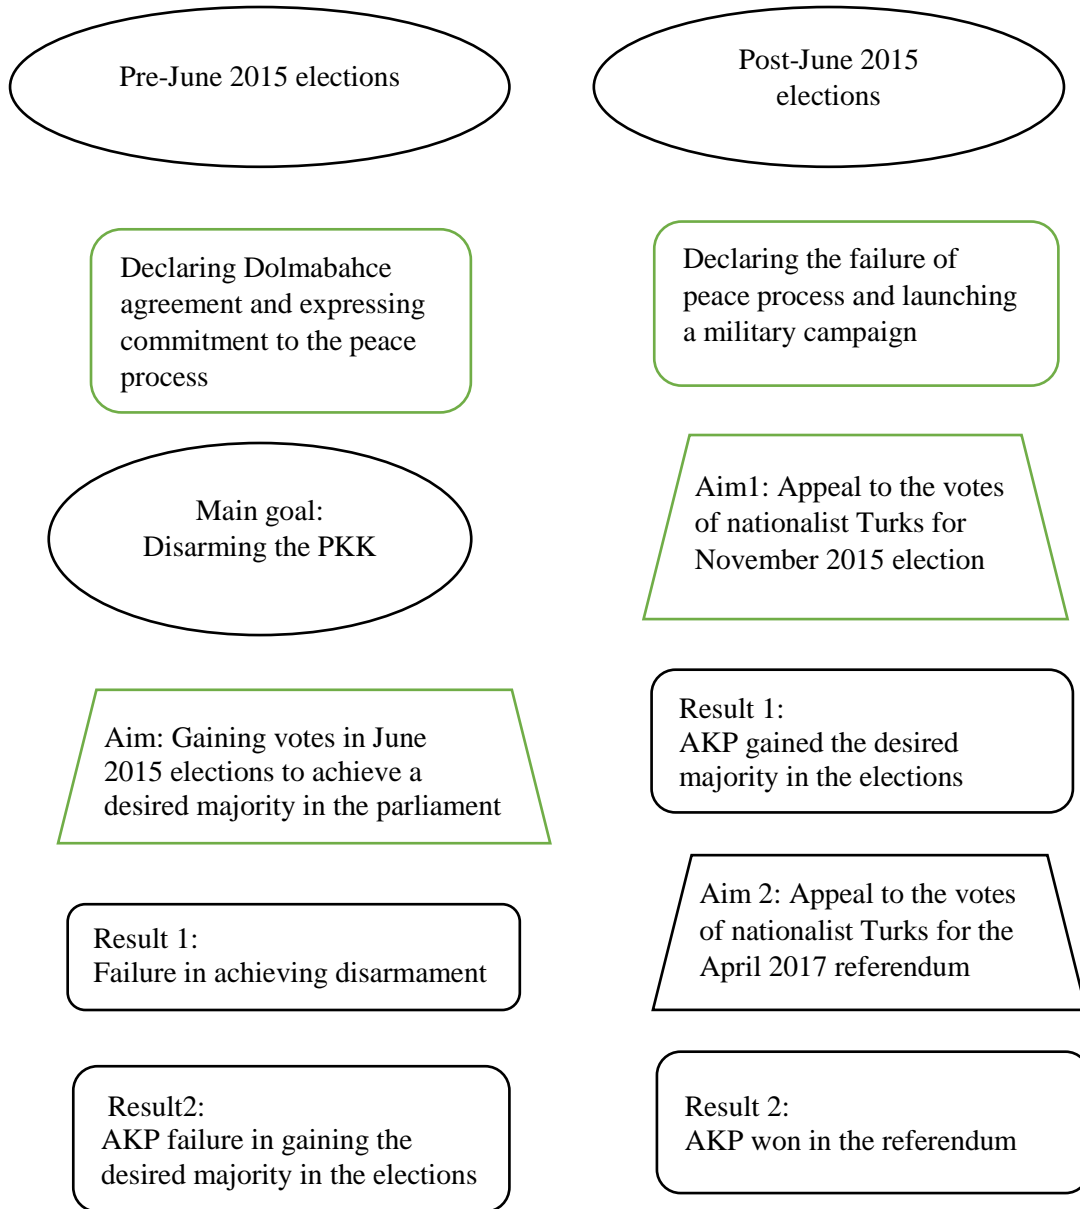 Pre-June 2015 elections
Declaring Dolmabahce
agreement and expressing
commitment to the peace
process
Main goal:
Disarming the PKK
Aim: Gaining votes in June
2015 elections to achieve a
desired majority in the parliament
Result 1:
Failure in achieving disarmament
Result2:
AKP failure in gaining the
desired majority in the elections
Post-June 2015
elections
Declaring the failure of
peace process and launching
a military campaign
Aim1: Appeal to the votes
of nationalist Turks for
November 2015 election
Result 1:
AKP gained the desired
majority in the elections
Aim 2: Appeal to the votes
of nationalist Turks for the
April 2017 referendum
Result 2:
AKP won in the referendum